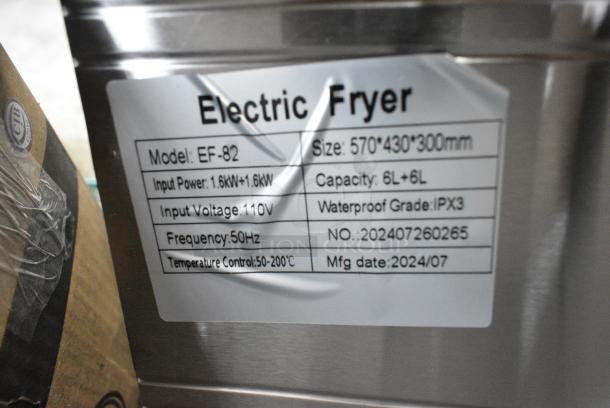 Electric Fryer
Model: EF-82 Size: 570*430*300mm
Input Power: 1.6kW+1.6kW Capacity: 6L+6L
Input Voltage:110V Waterproof Grade:IPX3
Frequency:50Hz NO.:202407260265
Temperature Control:50-200℃ Mfg date:2024/07